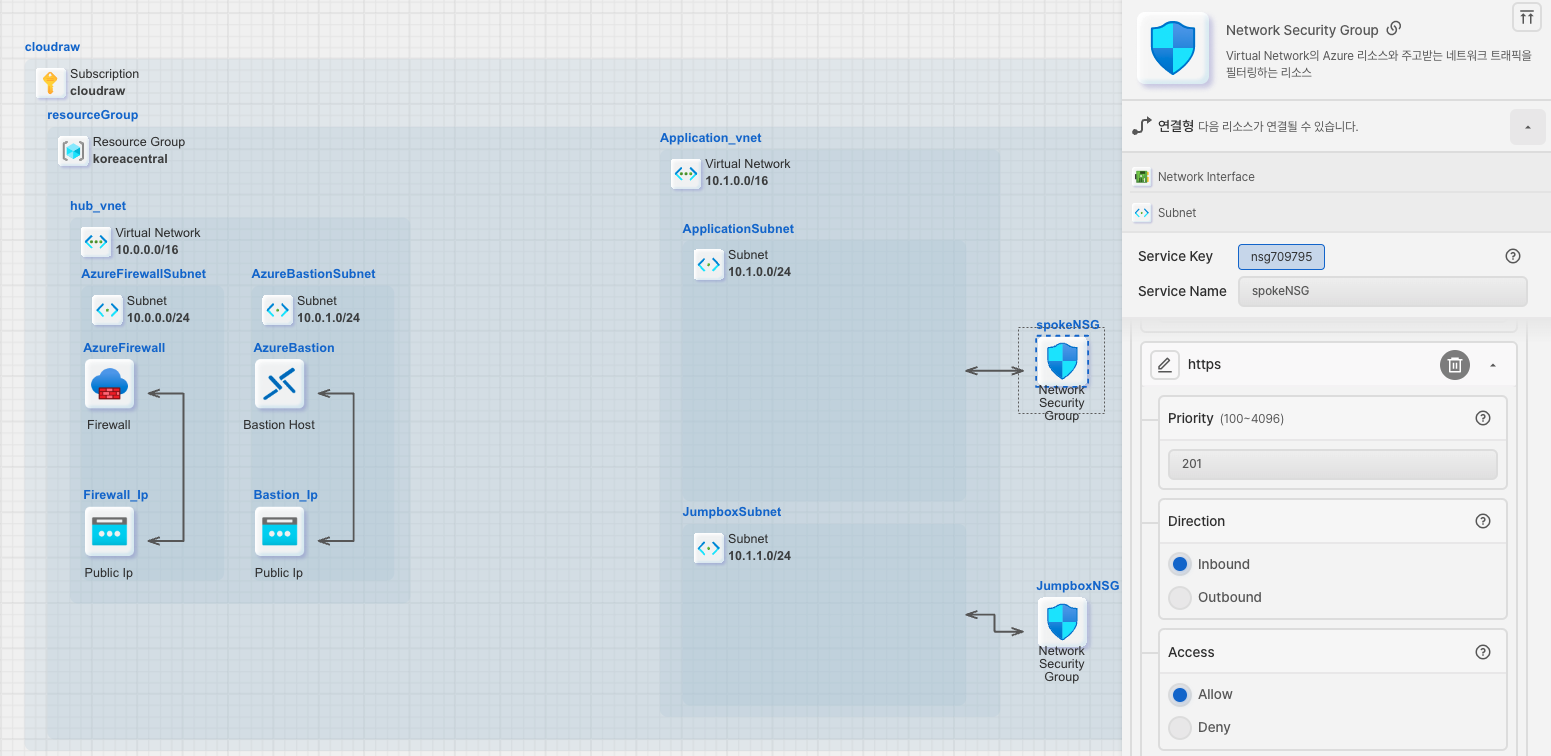 cloudraw
Subscription
cloudraw
resourceGroup
Resource Group
koreacentral
hub_vnet
Virtual Network
10.0.0.0/16
AzureFirewallSubnet
Subnet
10.0.0.0/24
AzureFirewall
Firewall
Firewall_Ip
Public Ip
AzureBastionSubnet
Subnet
10.0.1.0/24
AzureBastion
Bastion Host
Bastion_Ip
Public Ip
Application_vnet
Virtual Network
10.1.0.0/16
ApplicationSubnet
Subnet
10.1.0.0/24
spokeNSG
Network
Security
Group
JumpboxSubnet
Subnet
10.1.1.0/24
JumpboxNSG
Network
Security
Group
Network Security Group
Virtual Network의 Azure 리소스와 주고받는 네트워크 트래픽을
필터링하는 리소스
연결형 다음 리소스가 연결될 수 있습니다.
Network Interface
Subnet
Service Key nsg709795
Service Name spokeNSG
https
Priority (100~4096)
201
Direction
Inbound
Outbound
Access
Allow
Deny